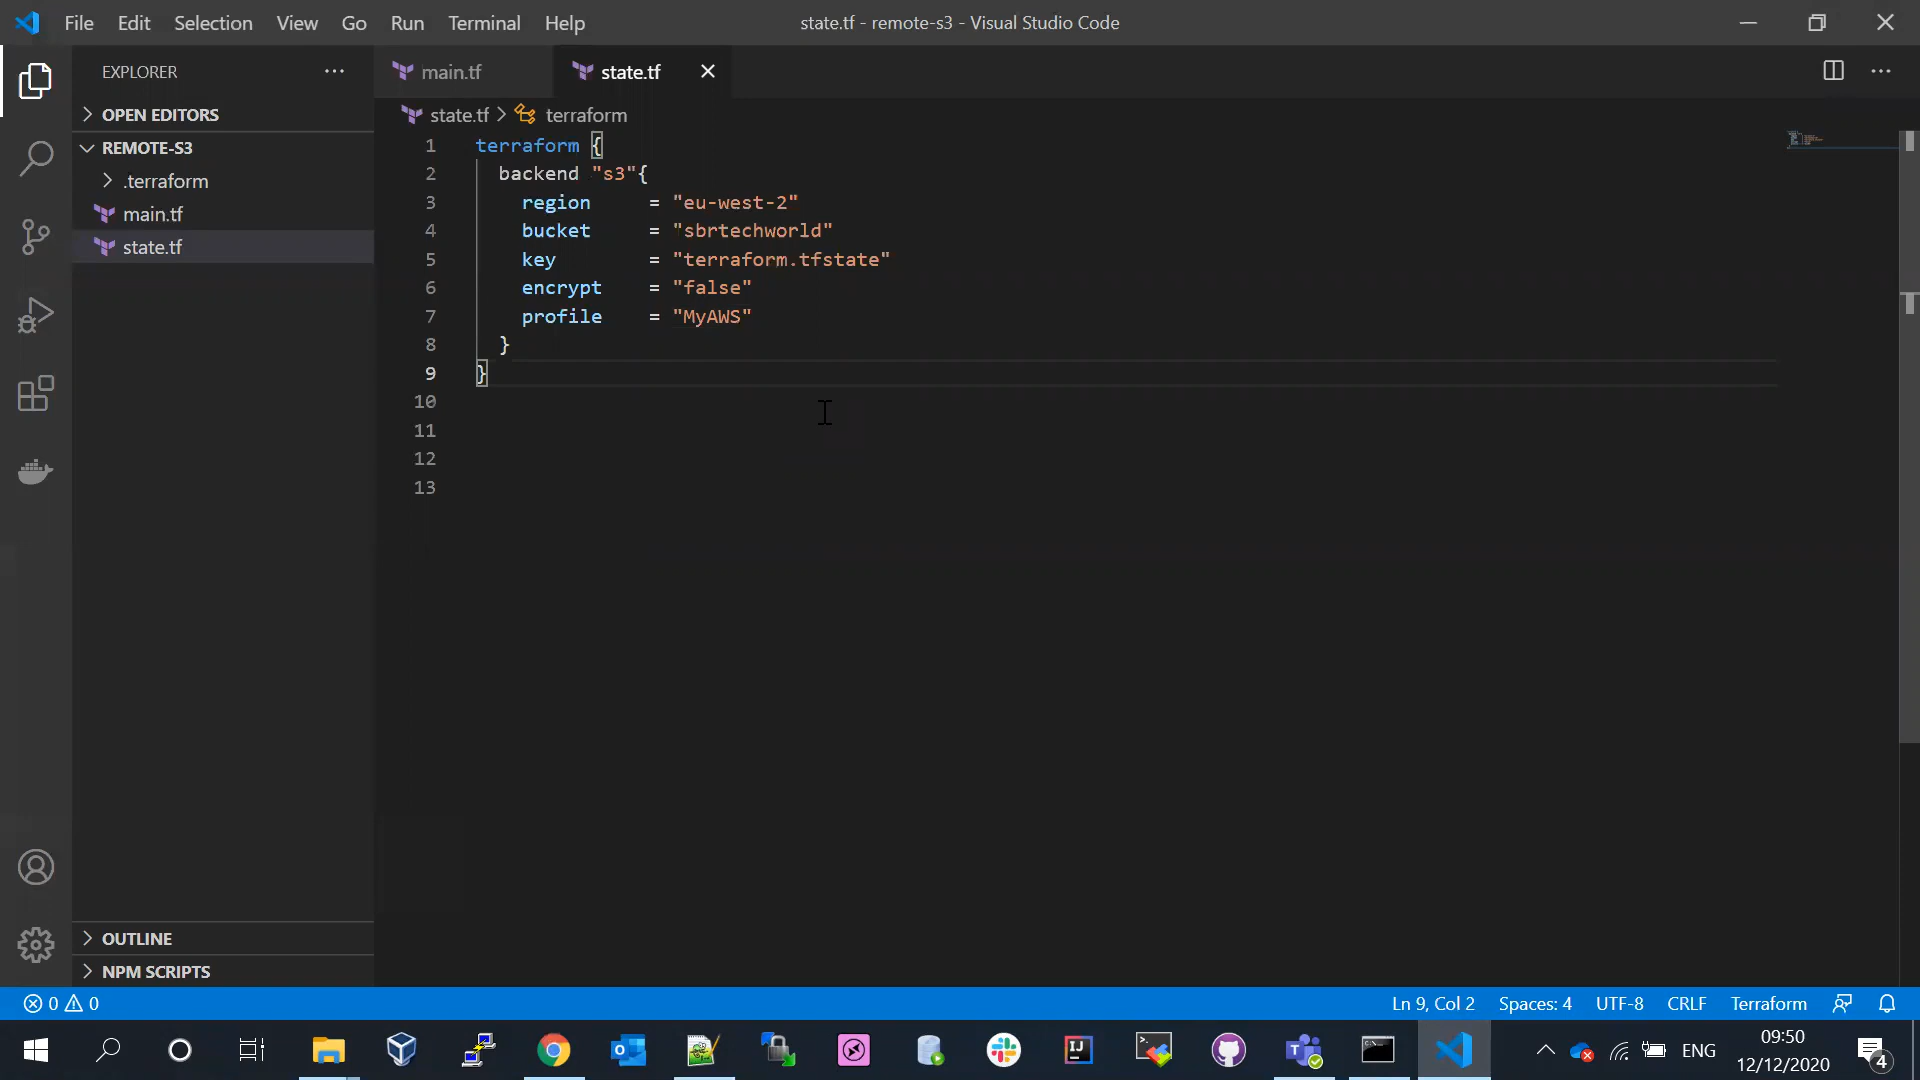 File Edit Selection View Go Run Terminal Help
state.tf - remote-s3 - Visual Studio Code
EXPLORER
OPEN EDITORS
REMOTE-S3
.terraform
main.tf
state.tf
OUTLINE
NPM SCRIPTS
main.tf
state.tf
state.tf > terraform
1 terraform {
2 backend "s3"{
3 region = "eu-west-2"
4 bucket = "sbrtechworld"
5 key = "terraform.tfstate"
6 encrypt = "false"
7 profile = "MyAWS"
8 }
9 }
10
11
12
13
0 0
Ln 9, Col 2 Spaces: 4 UTF-8 CRLF Terraform
ENG
09:50
12/12/2020
4